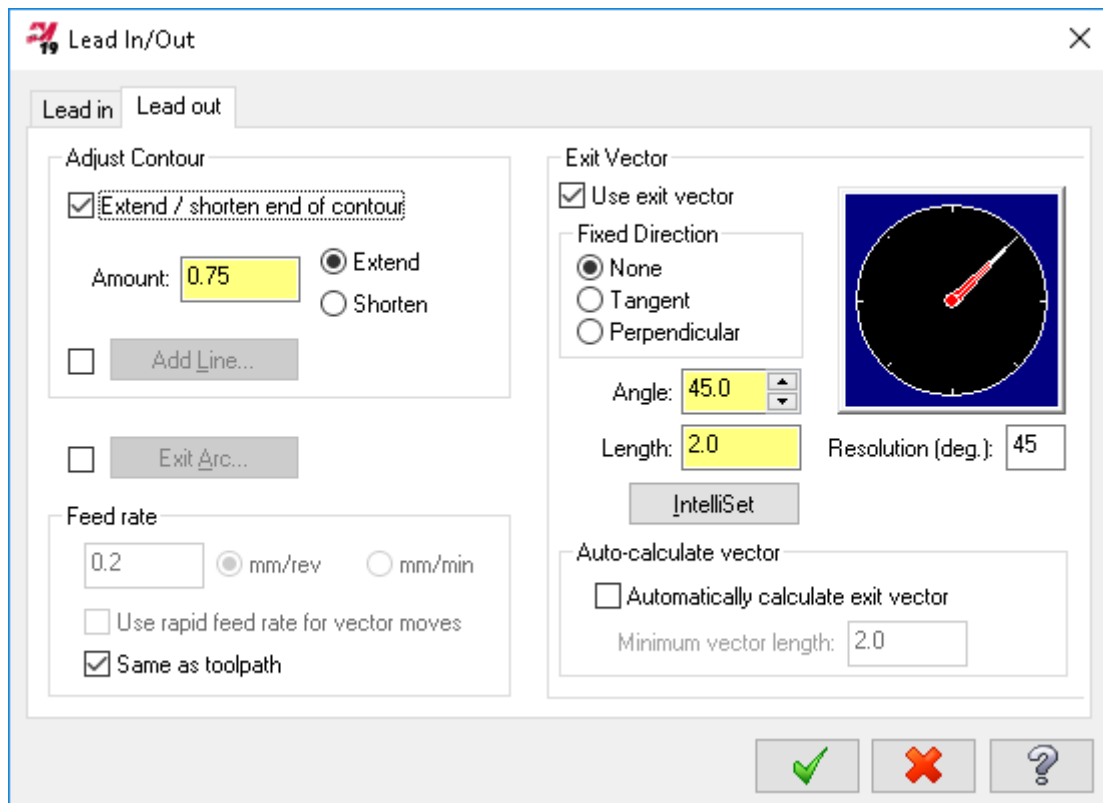 19 Lead In/Out
Lead in Lead out
Adjust Contour
Extend / shorten end of contour
Amount: 0.75
Extend
Shorten
Add Line...
Exit Arc...
Feed rate
0.2 mm/rev mm/min
Use rapid feed rate for vector moves
Same as toolpath
Exit Vector
Use exit vector
Fixed Direction
None
Tangent
Perpendicular
Angle: 45.0
Length: 2.0 Resolution (deg.): 45
IntelliSet
Auto-calculate vector
Automatically calculate exit vector
Minimum vector length: 2.0